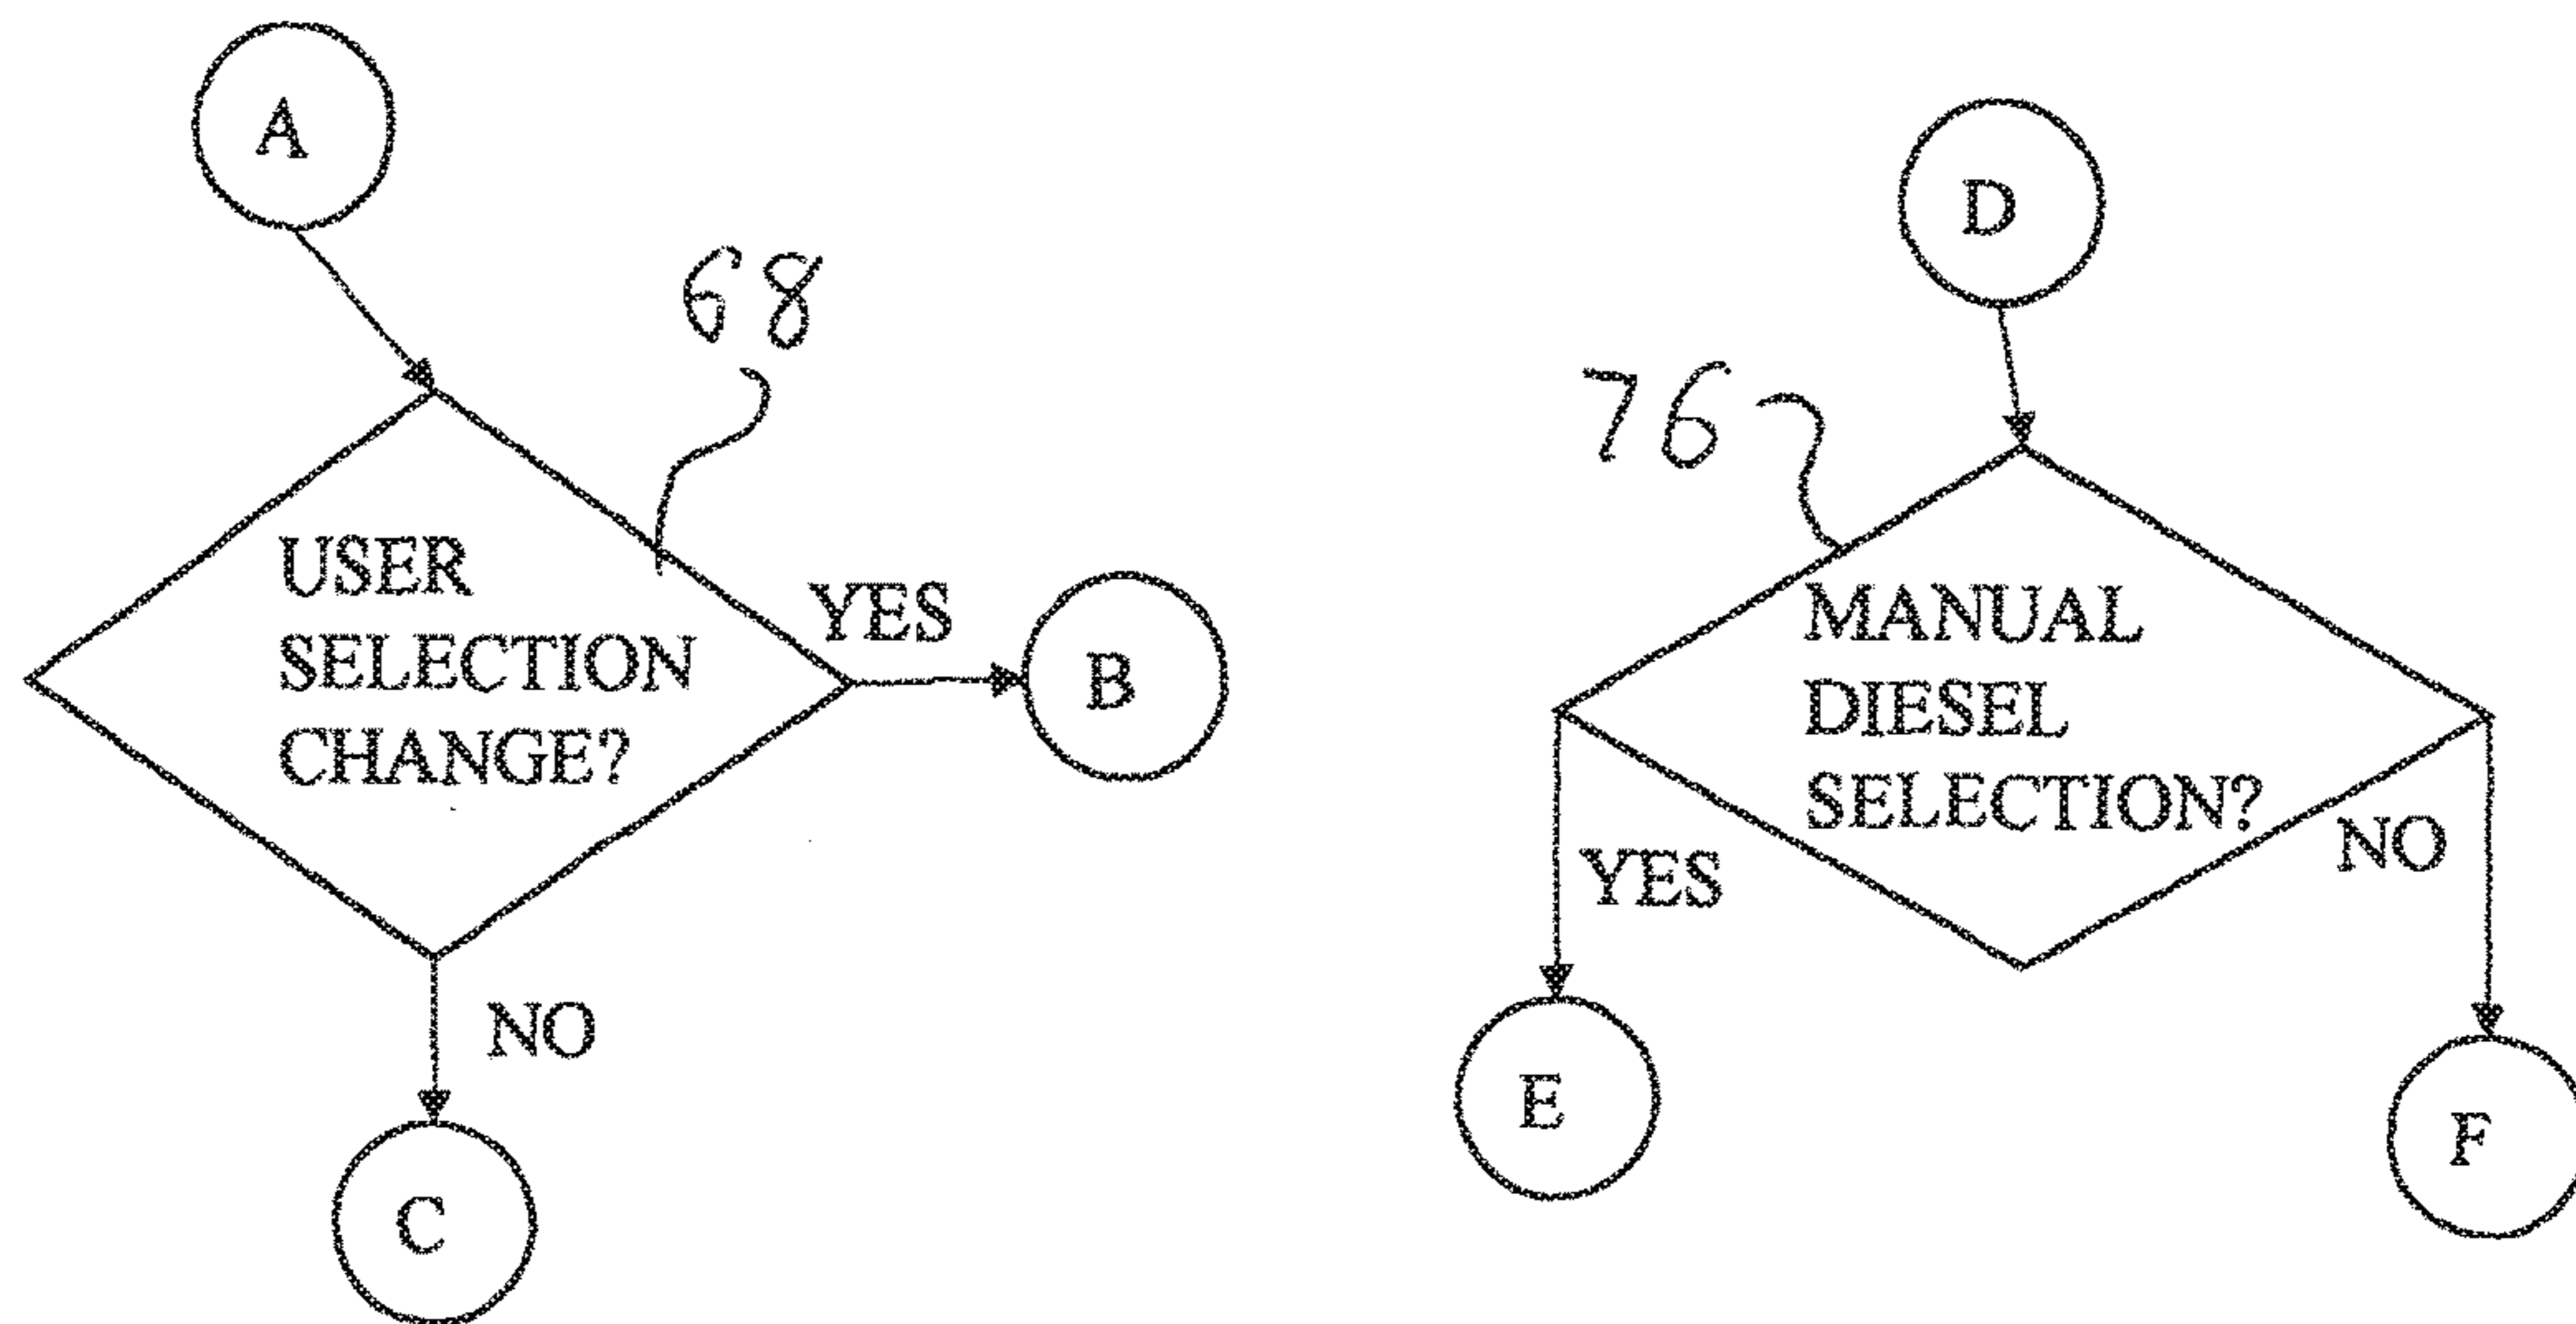 A
68
USER
SELECTION
CHANGE?
YES
B
NO
C
D
76
MANUAL
DIESEL
SELECTION?
YES
NO
E
F